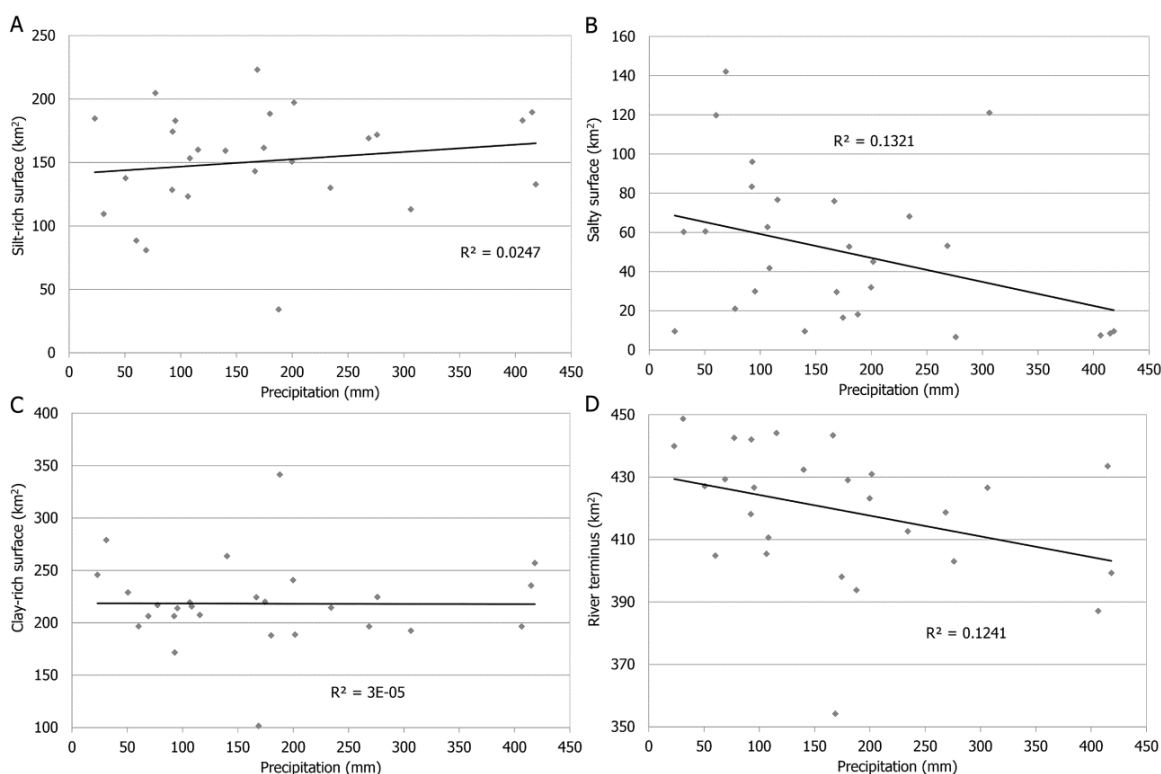 A
250
200
150
100
50
0
Silt-rich surface (km²)
R² = 0.0247
0 50 100 150 200 250 300 350 400 450
Precipitation (mm)
B
160
140
120
100
80
60
40
20
0
Salty surface (km²)
R² = 0.1321
0 50 100 150 200 250 300 350 400 450
Precipitation (mm)
C
400
350
300
250
200
150
100
Clay-rich surface (km²)
R² = 3E-05
0 50 100 150 200 250 300 350 400 450
Precipitation (mm)
D
450
430
410
390
370
350
River terminus (km²)
R² = 0.1241
0 50 100 150 200 250 300 350 400 450
Precipitation (mm)